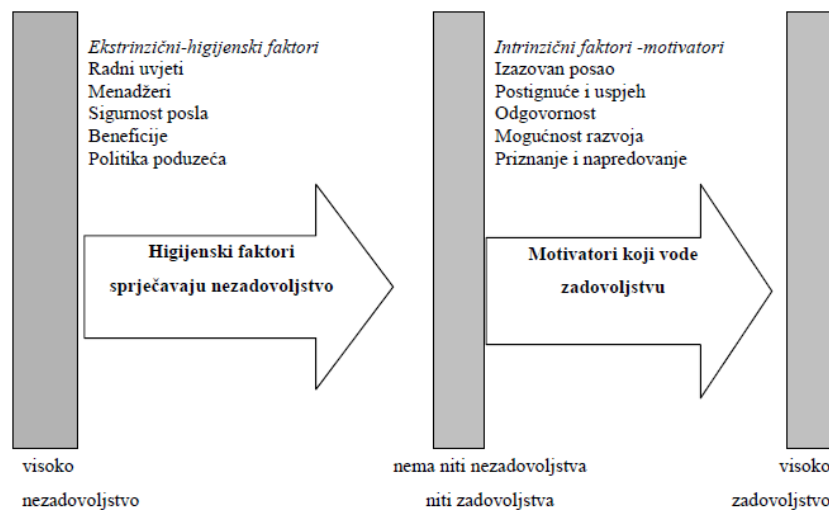 Ekstrinzični-higijenski faktori
Radni uvjeti
Menadžeri
Sigurnost posla
Beneficije
Politika poduzeća
Intrinzični faktori -motivatori
Izazovan posao
Postignuće i uspjeh
Odgovornost
Mogućnost razvoja
Priznanje i napredovanje
Higijenski faktori
sprječavaju nezadovoljstvo
Motivatori koji vode
zadovoljstvu
visoko
nezadovoljstvo
nema niti nezadovoljstva
niti zadovoljstva
visoko
zadovoljstvo